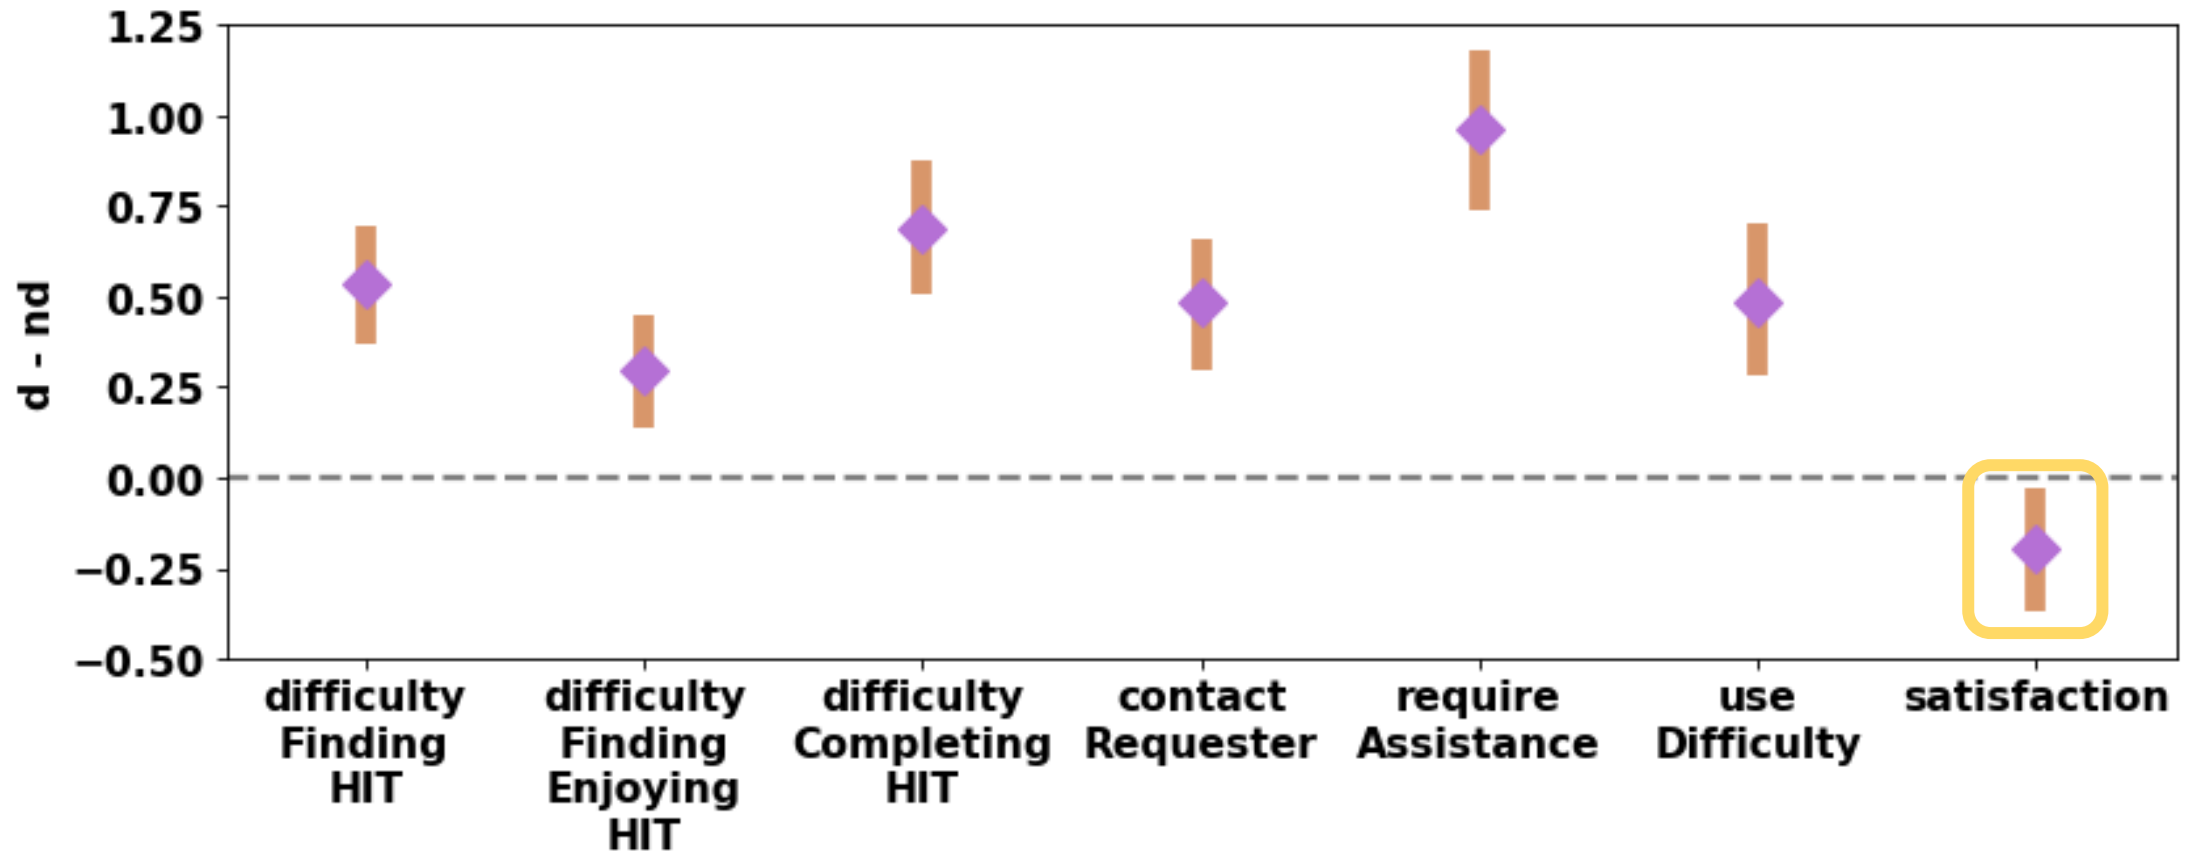 1.25
1.00
0.75
0.50
0.25
0.00
−0.25
−0.50
d - nd
difficulty
Finding
HIT
difficulty
Finding
Enjoying
HIT
difficulty
Completing
HIT
contact
Requester
require
Assistance
use
Difficulty
satisfaction